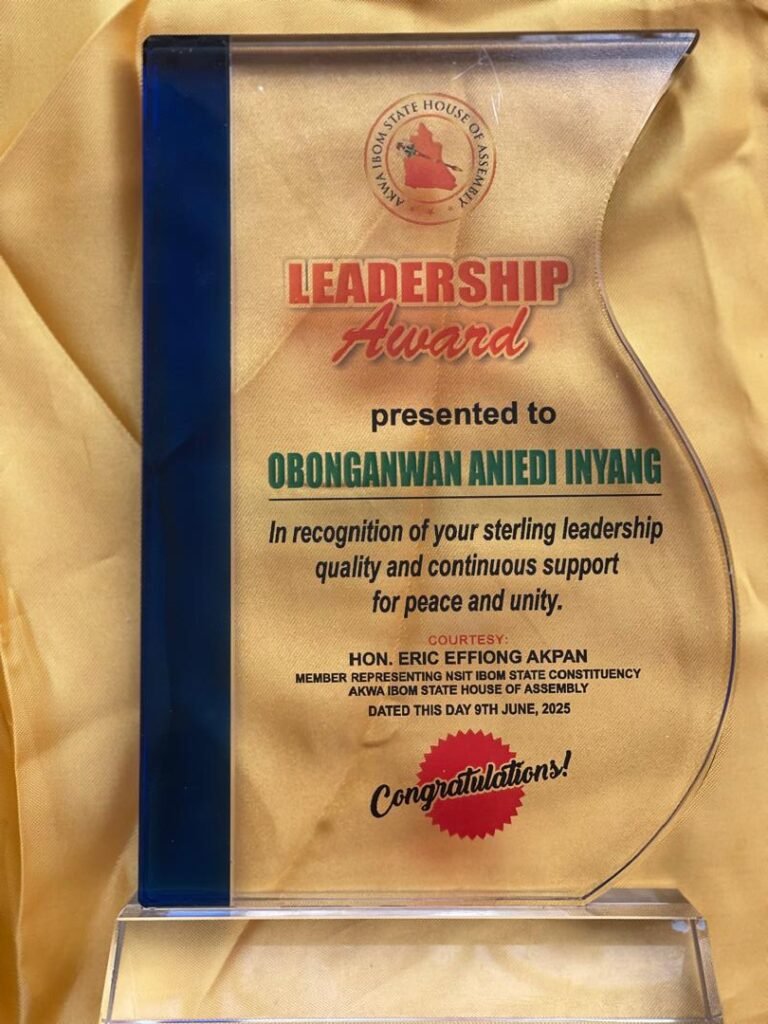 AKWA IBOM STATE HOUSE OF ASSEMBLY
LEADERSHIP
Award
presented to
OBONGANWAN ANIEDI INYANG
In recognition of your sterling leadership
quality and continuous support
for peace and unity.
COURTESY:
HON. ERIC EFFIONG AKPAN
MEMBER REPRESENTING NSIT IBOM STATE CONSTITUENCY
AKWA IBOM STATE HOUSE OF ASSEMBLY
DATED THIS DAY 9TH JUNE, 2025
Congratulations!